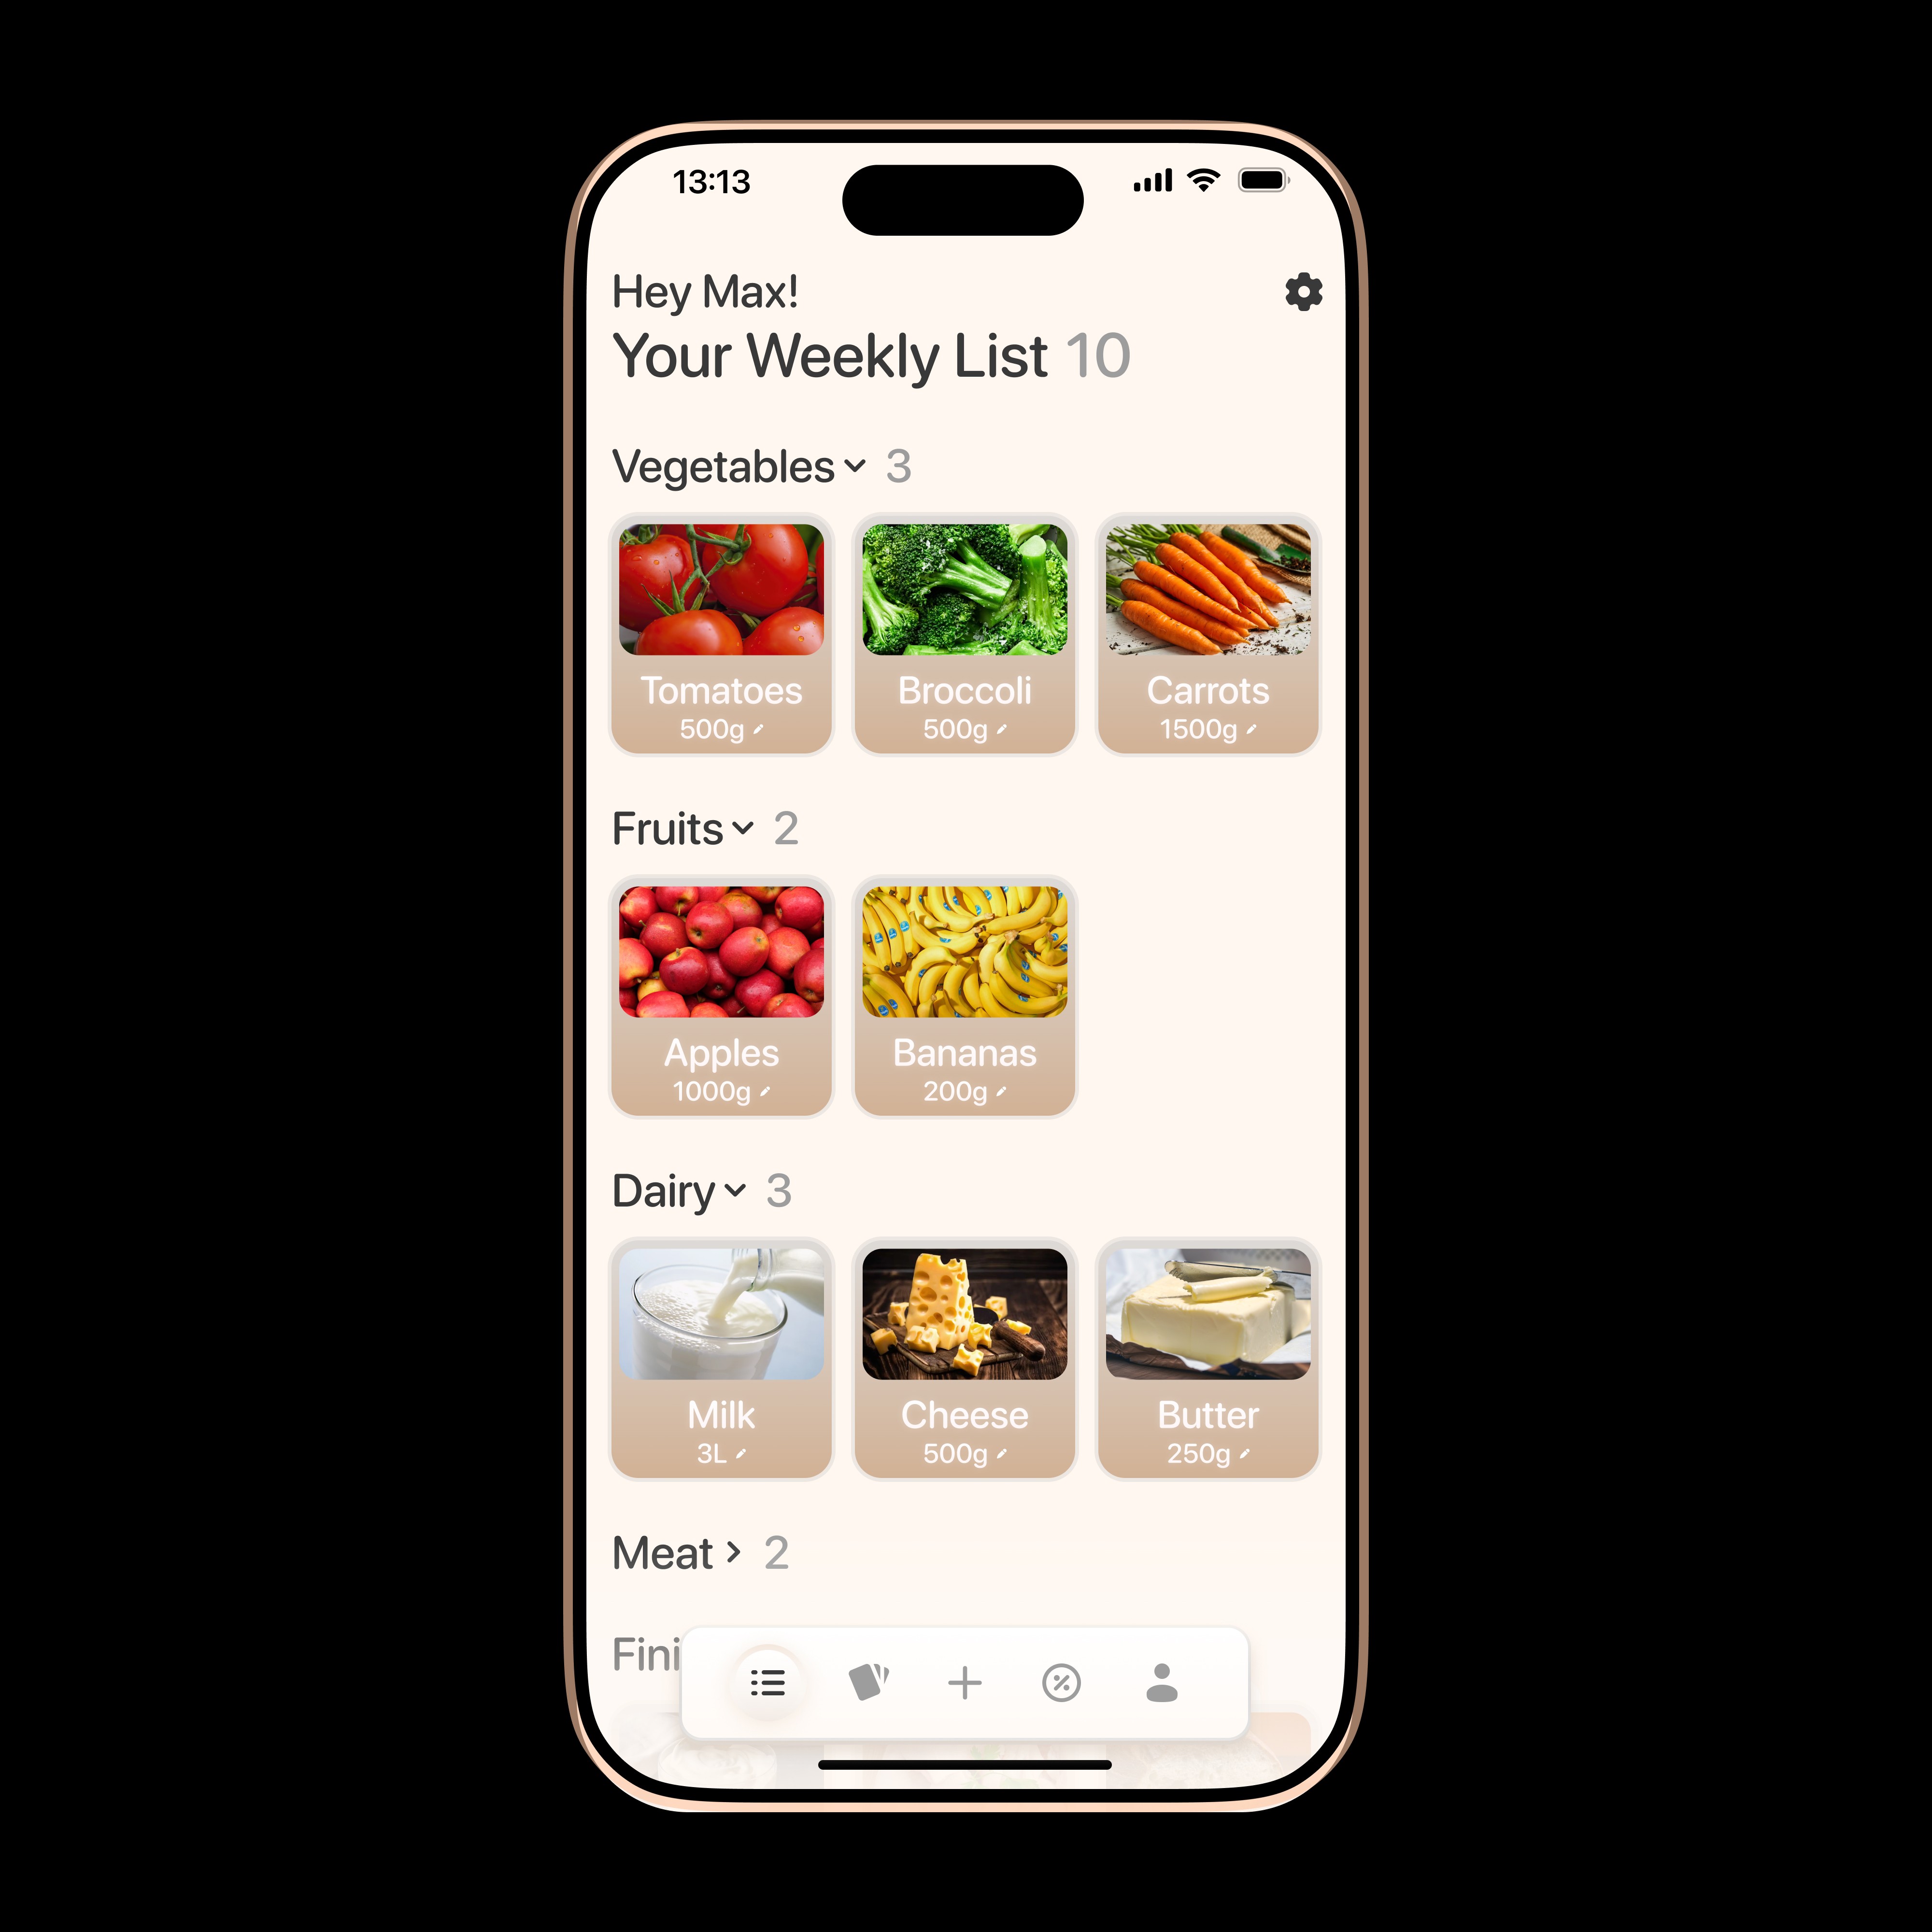 13:13
Hey Max!
Your Weekly List 10
Vegetables 3
Tomatoes
500g
Broccoli
500g
Carrots
1500g
Fruits 2
Apples
1000g
Bananas
200g
Dairy 3
Milk
3L
Cheese
500g
Butter
250g
Meat 2
Fini